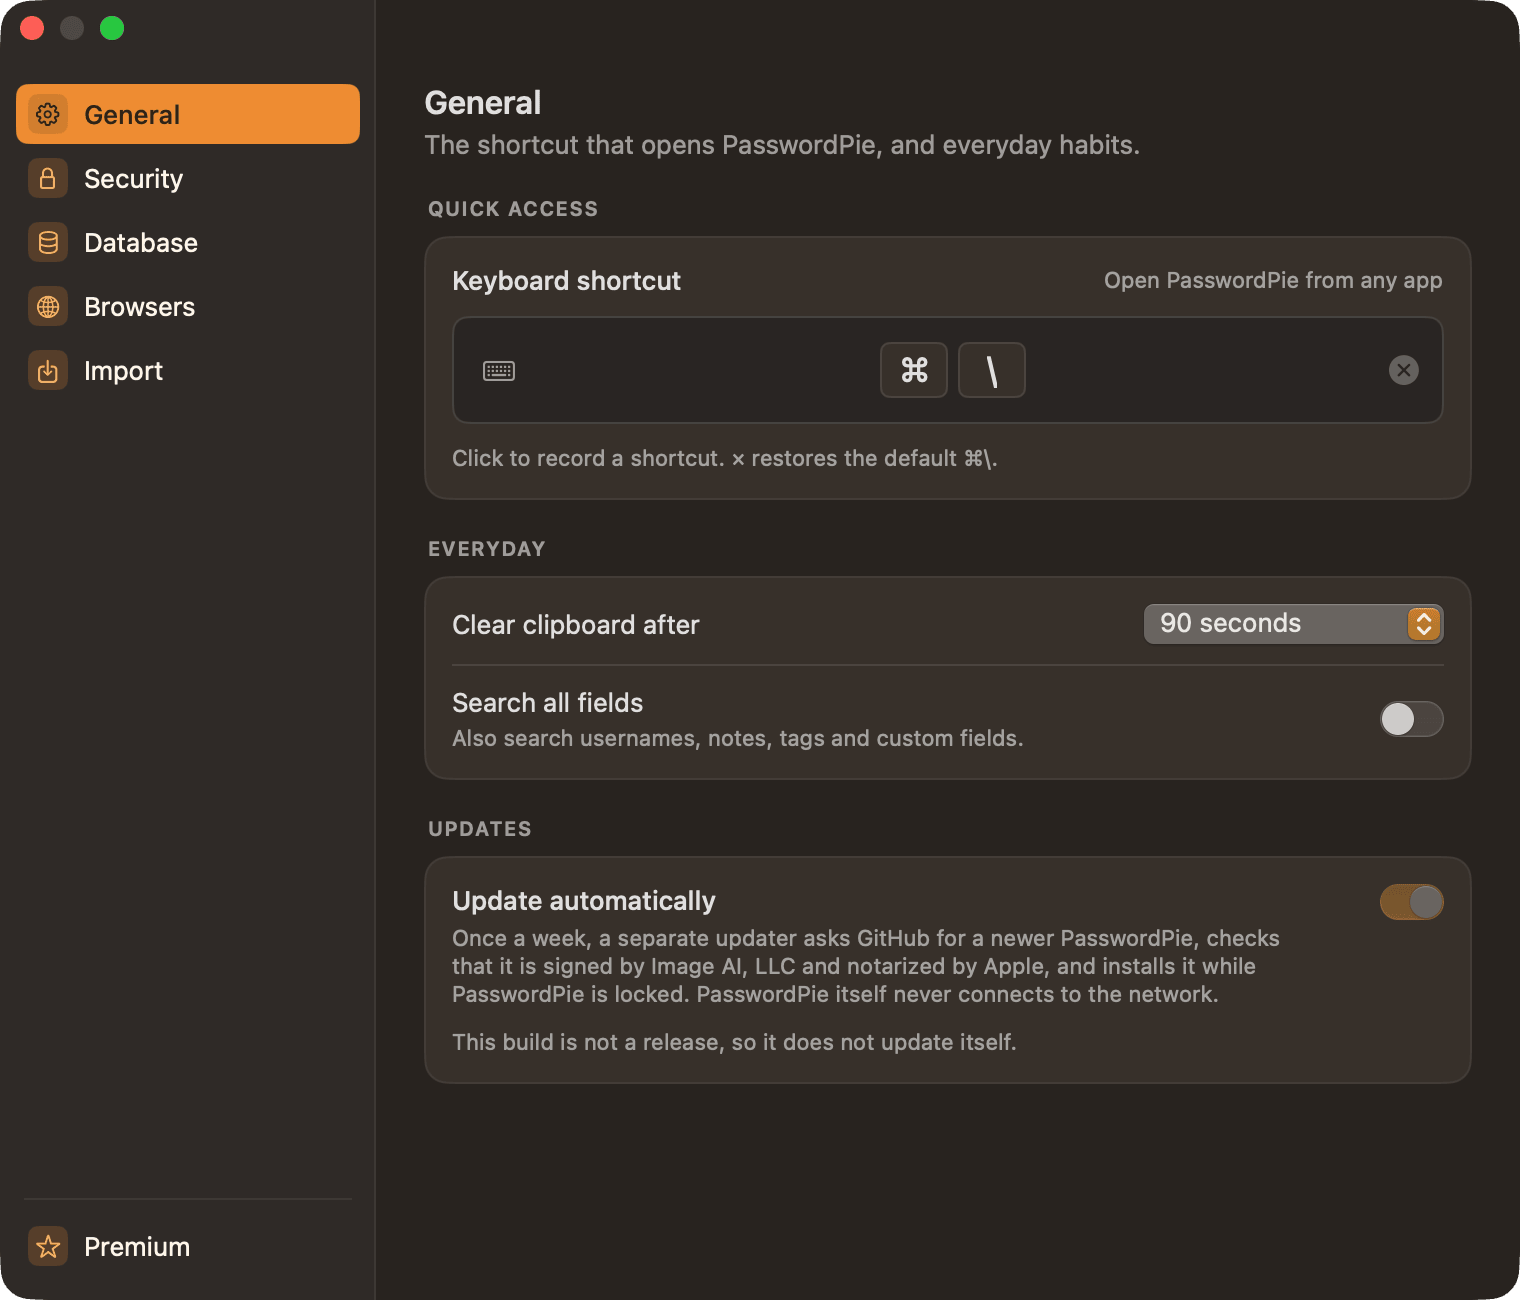 General
Security
Database
Browsers
Import
Premium
General
The shortcut that opens PasswordPie, and everyday habits.
QUICK ACCESS
Keyboard shortcut
Open PasswordPie from any app
⌘ \
Click to record a shortcut. × restores the default ⌘\.
EVERYDAY
Clear clipboard after
90 seconds
Search all fields
Also search usernames, notes, tags and custom fields.
UPDATES
Update automatically
Once a week, a separate updater asks GitHub for a newer PasswordPie, checks
that it is signed by Image AI, LLC and notarized by Apple, and installs it while
PasswordPie is locked. PasswordPie itself never connects to the network.
This build is not a release, so it does not update itself.